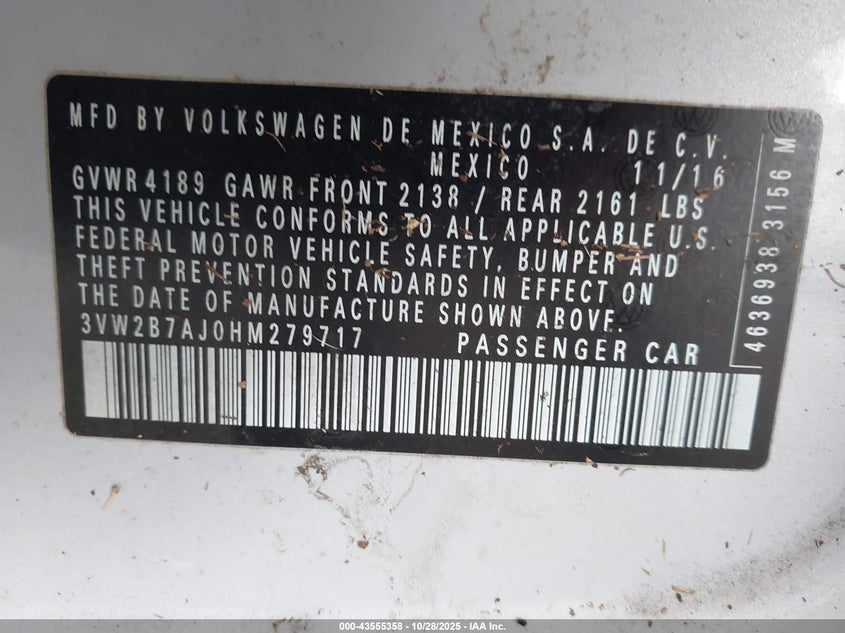 MFD BY VOLKSWAGEN DE MEXICO S.A. DE C.V.
MEXICO 11/16
GVWR 4189 GAWR FRONT 2138 / REAR 2161 LBS
THIS VEHICLE CONFORMS TO ALL APPLICABLE U.S.
FEDERAL MOTOR VEHICLE SAFETY, BUMPER AND
THEFT PREVENTION STANDARDS IN EFFECT ON
THE DATE OF MANUFACTURE SHOWN ABOVE.
3VW2B7AJ0HM279717 PASSENGER CAR
4636938 3156 M
000-43555358 - 10/28/2025 - IAA Inc.